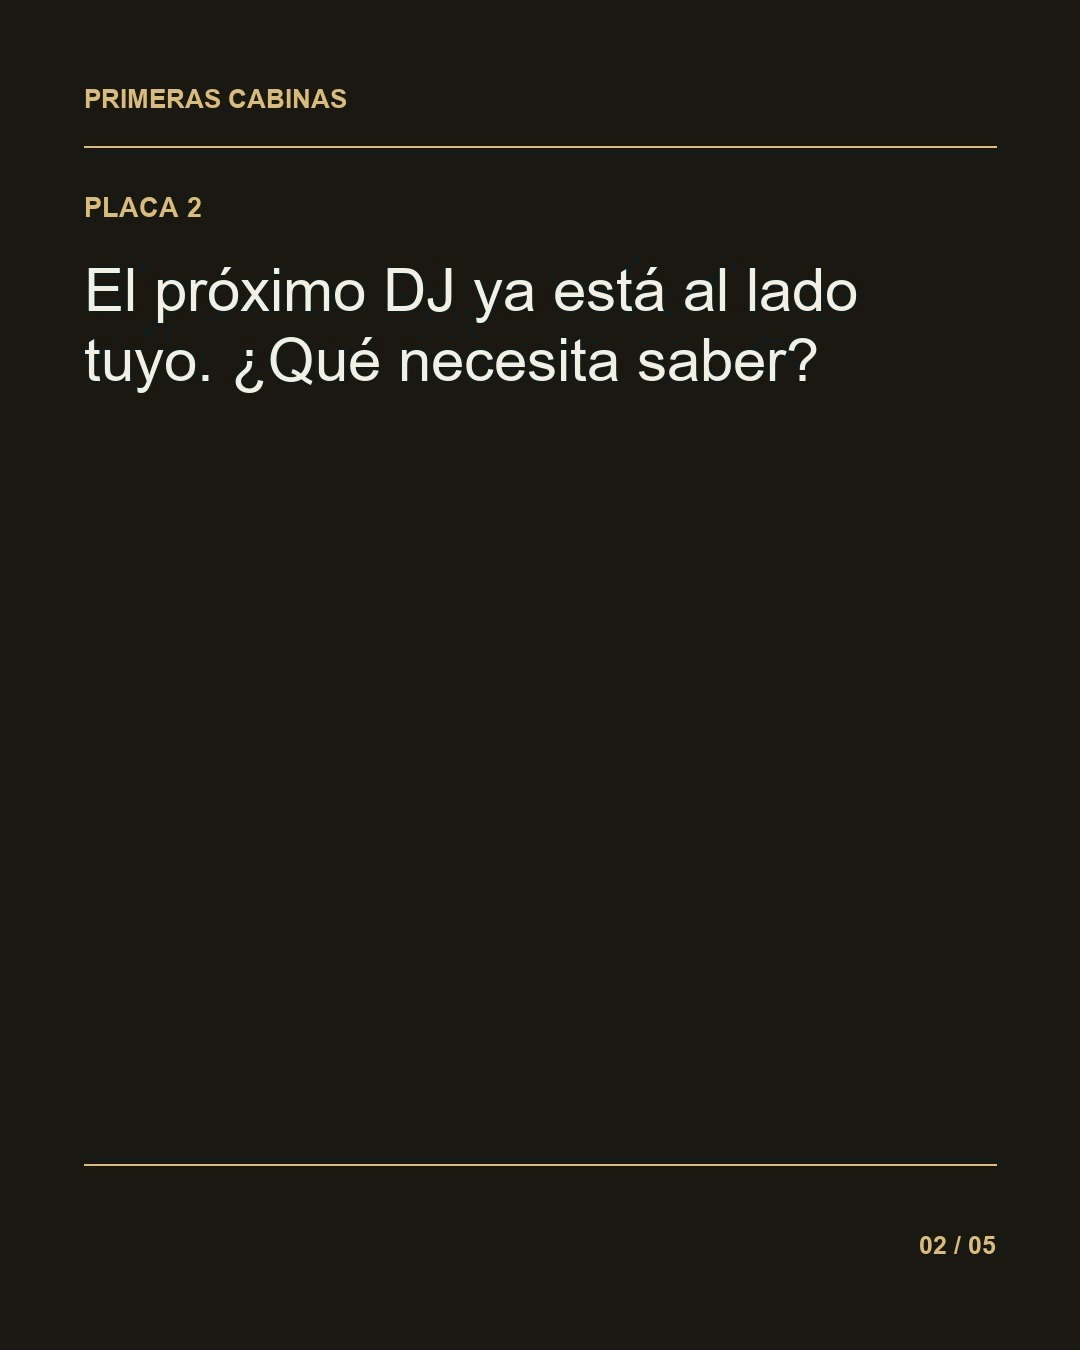 PRIMERAS CABINAS
PLACA 2
El próximo DJ ya está al lado
tuyo. ¿Qué necesita saber?
02 / 05